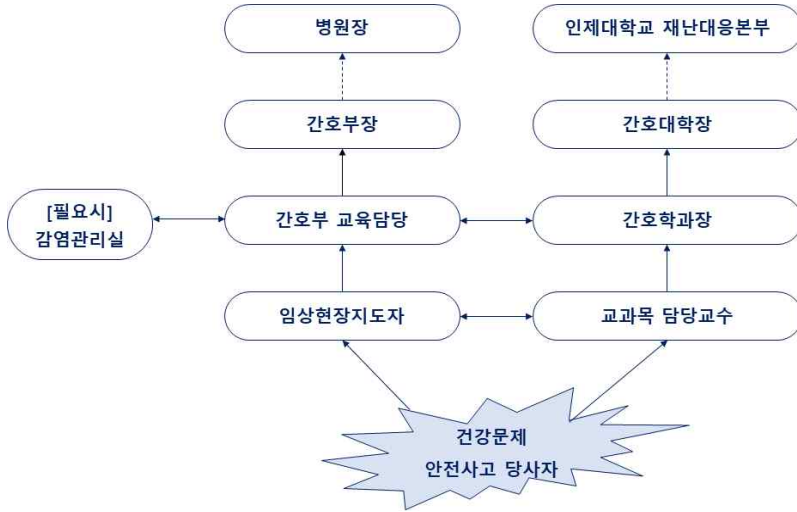 병원장
인제대학교 재난대응본부
간호부장
간호대학장
[필요시]
감염관리실
간호부 교육담당
간호학과장
임상현장지도자
교과목 담당교수
건강문제
안전사고 당사자